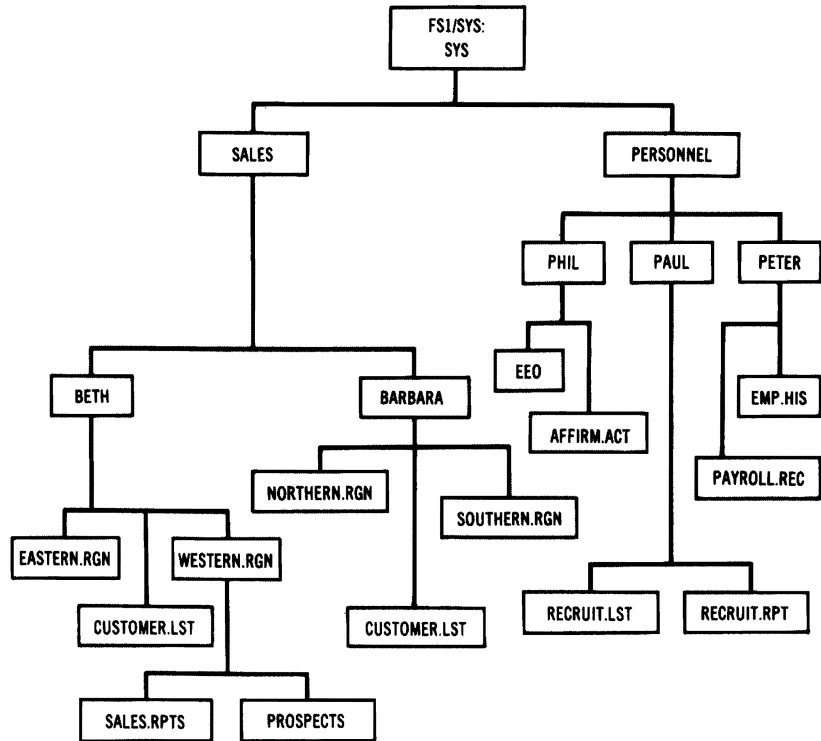 FS1/SYS:
SYS
SALES
PERSONNEL
PHIL
PAUL
PETER
EEO
EMP.HIS
BETH
BARBARA
AFFIRM.ACT
PAYROLL.REC
NORTHERN.RGN
SOUTHERN.RGN
EASTERN.RGN
WESTERN.RGN
RECRUIT.LST
RECRUIT.RPT
CUSTOMER.LST
CUSTOMER.LST
SALES.RPTS
PROSPECTS